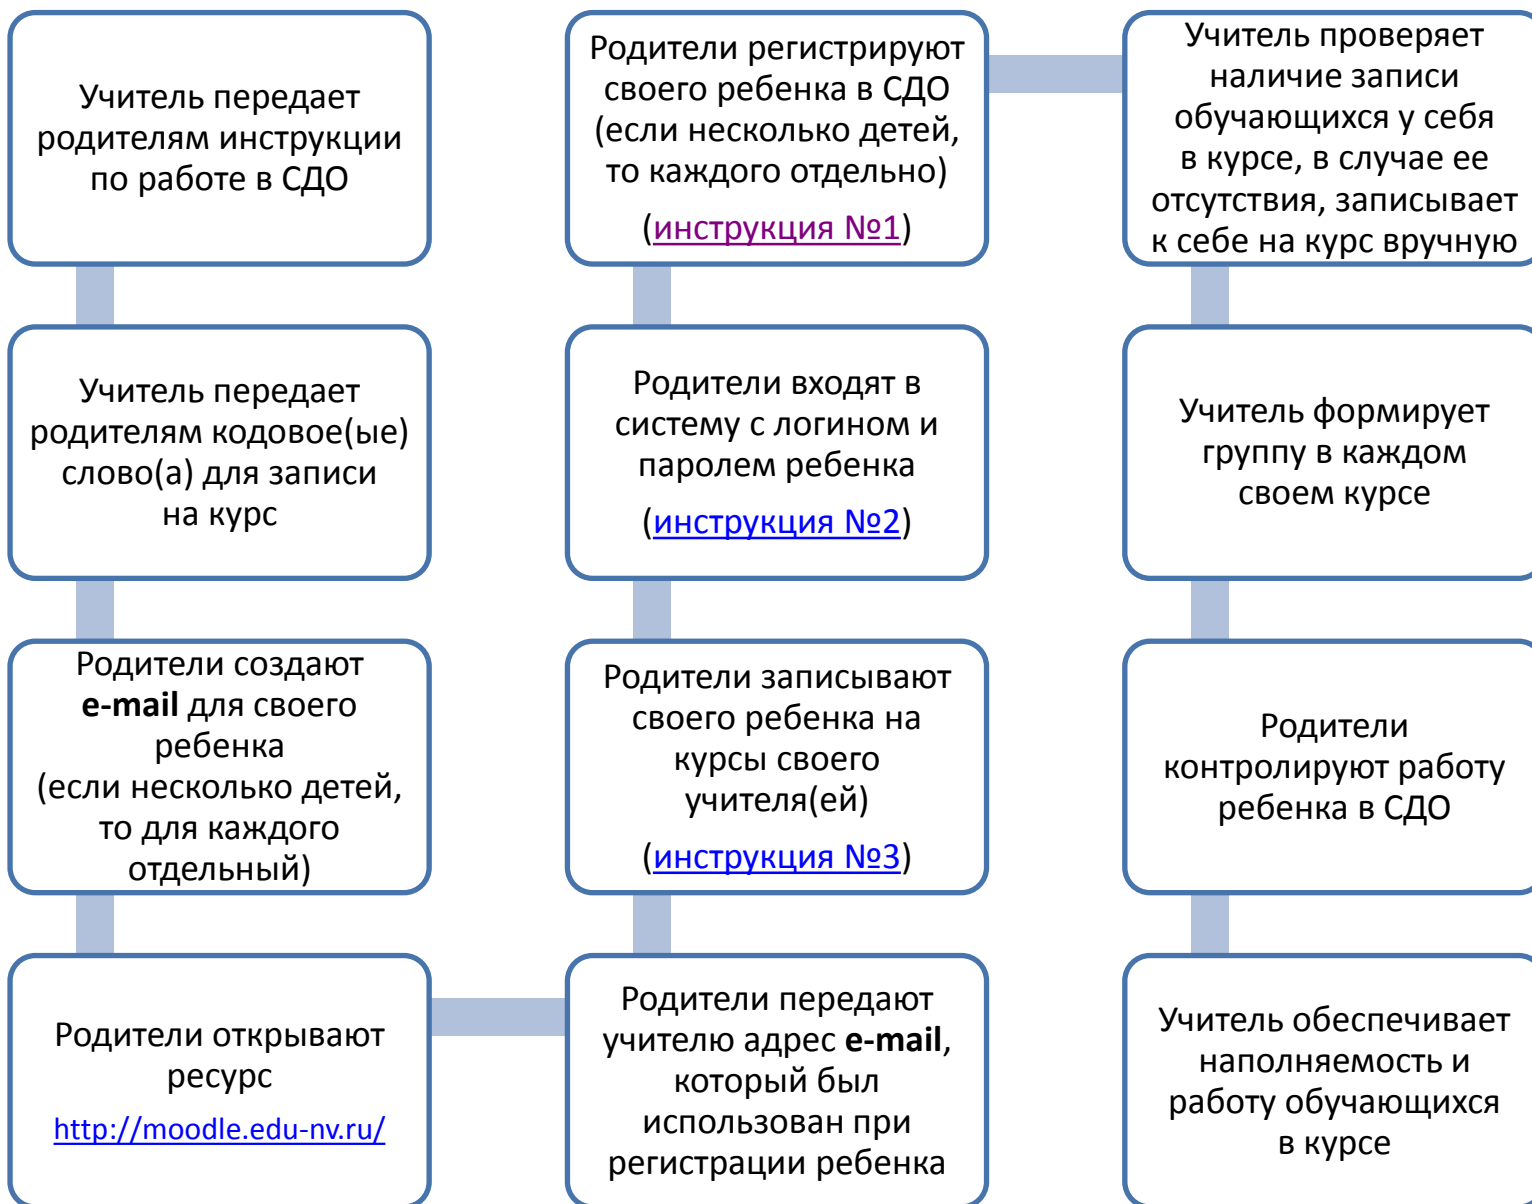 Учитель передает
родителям инструкции
по работе в СДО
Учитель передает
родителям кодовое(ые)
слово(а) для записи
на курс
Родители создают
e-mail для своего
ребенка
(если несколько детей,
то для каждого
отдельный)
Родители открывают
ресурс
http://moodle.edu-nv.ru/
Родители передают
учителю адрес e-mail,
который был
использован при
регистрации ребенка
Родители записывают
своего ребенка на
курсы своего
учителя(ей)
(инструкция №3)
Родители входят в
систему с логином и
паролем ребенка
(инструкция №2)
Родители регистрируют
своего ребенка в СДО
(если несколько детей,
то каждого отдельно)
(инструкция №1)
Учитель проверяет
наличие записи
обучающихся у себя
в курсе, в случае ее
отсутствия, записывает
к себе на курс вручную
Учитель формирует
группу в каждом
своем курсе
Родители
контролируют работу
ребенка в СДО
Учитель обеспечивает
наполняемость и
работу обучающихся
в курсе